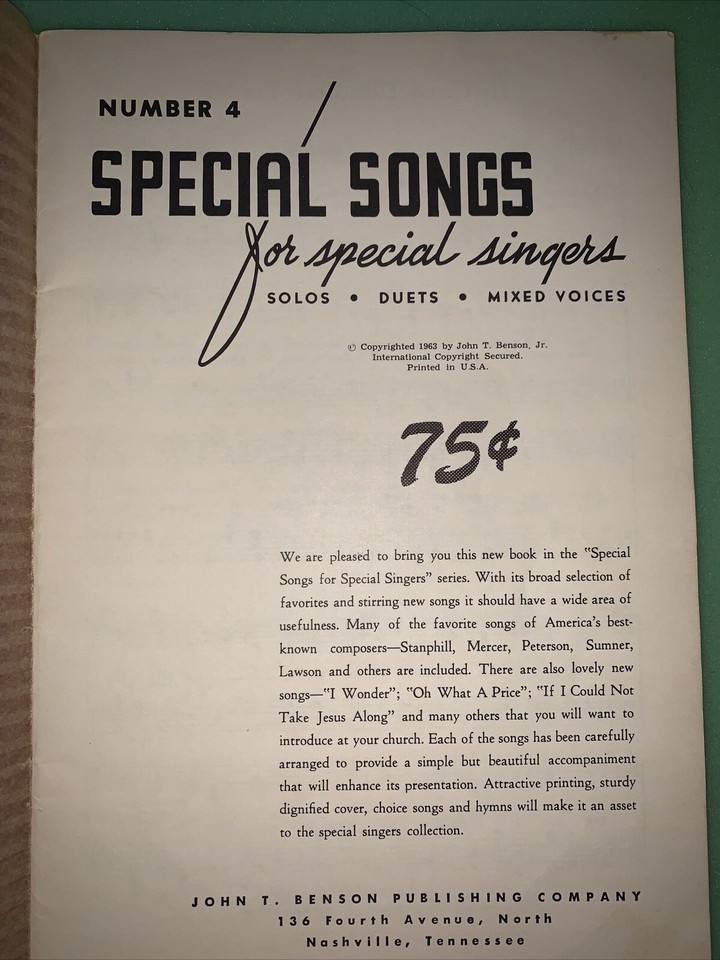 NUMBER 4
SPECIAL SONGS
for special singers
SOLOS • DUETS • MIXED VOICES
© Copyrighted 1963 by John T. Benson, Jr.
International Copyright Secured.
Printed in U.S.A.
75¢
We are pleased to bring you this new book in the "Special
Songs for Special Singers" series. With its broad selection of
favorites and stirring new songs it should have a wide area of
usefulness. Many of the favorite songs of America's best-
known composers—Stanphill, Mercer, Peterson, Sumner,
Lawson and others are included. There are also lovely new
songs—"I Wonder"; "Oh What A Price"; "If I Could Not
Take Jesus Along" and many others that you will want to
introduce at your church. Each of the songs has been carefully
arranged to provide a simple but beautiful accompaniment
that will enhance its presentation. Attractive printing, sturdy
dignified cover, choice songs and hymns will make it an asset
to the special singers collection.
JOHN T. BENSON PUBLISHING COMPANY
136 Fourth Avenue, North
Nashville, Tennessee